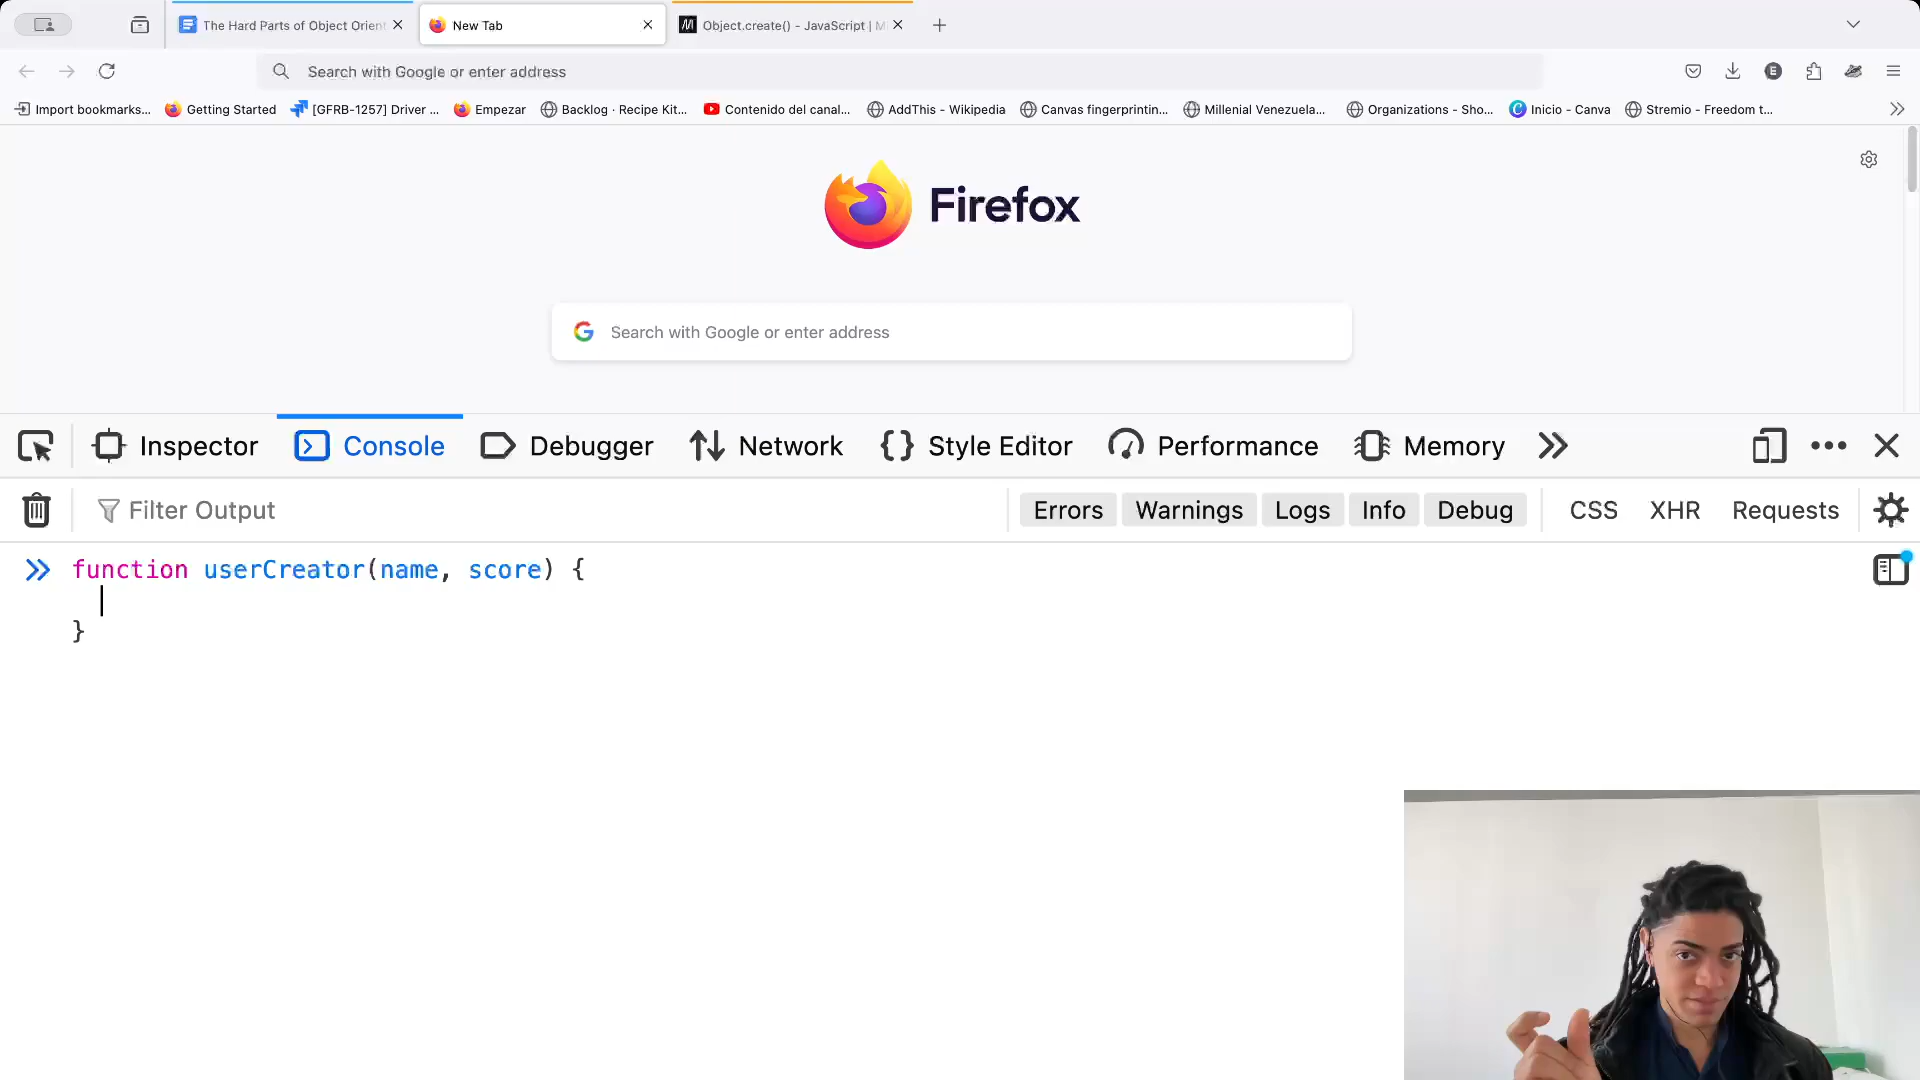 The Hard Parts of Object Orient
New Tab
Object.create() - JavaScript | M
Search with Google or enter address
E
Import bookmarks...
Getting Started
[GFRB-1257] Driver ...
Empezar
Backlog · Recipe Kit...
Contenido del canal...
AddThis - Wikipedia
Canvas fingerprintin...
Millenial Venezuela...
Organizations - Sho...
Inicio - Canva
Stremio - Freedom t...
Firefox
Search with Google or enter address
Inspector
Console
Debugger
Network
Style Editor
Performance
Memory
Filter Output
Errors
Warnings
Logs
Info
Debug
CSS
XHR
Requests
function userCreator(name, score) {
}